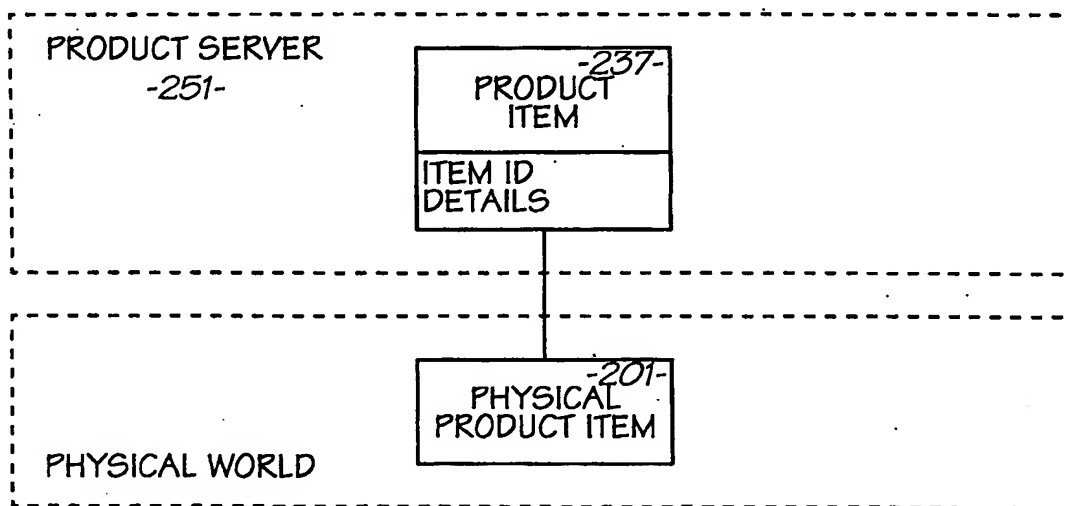 PRODUCT SERVER
-251-
-237-
PRODUCT
ITEM
ITEM ID
DETAILS
-201-
PHYSICAL
PRODUCT ITEM
PHYSICAL WORLD